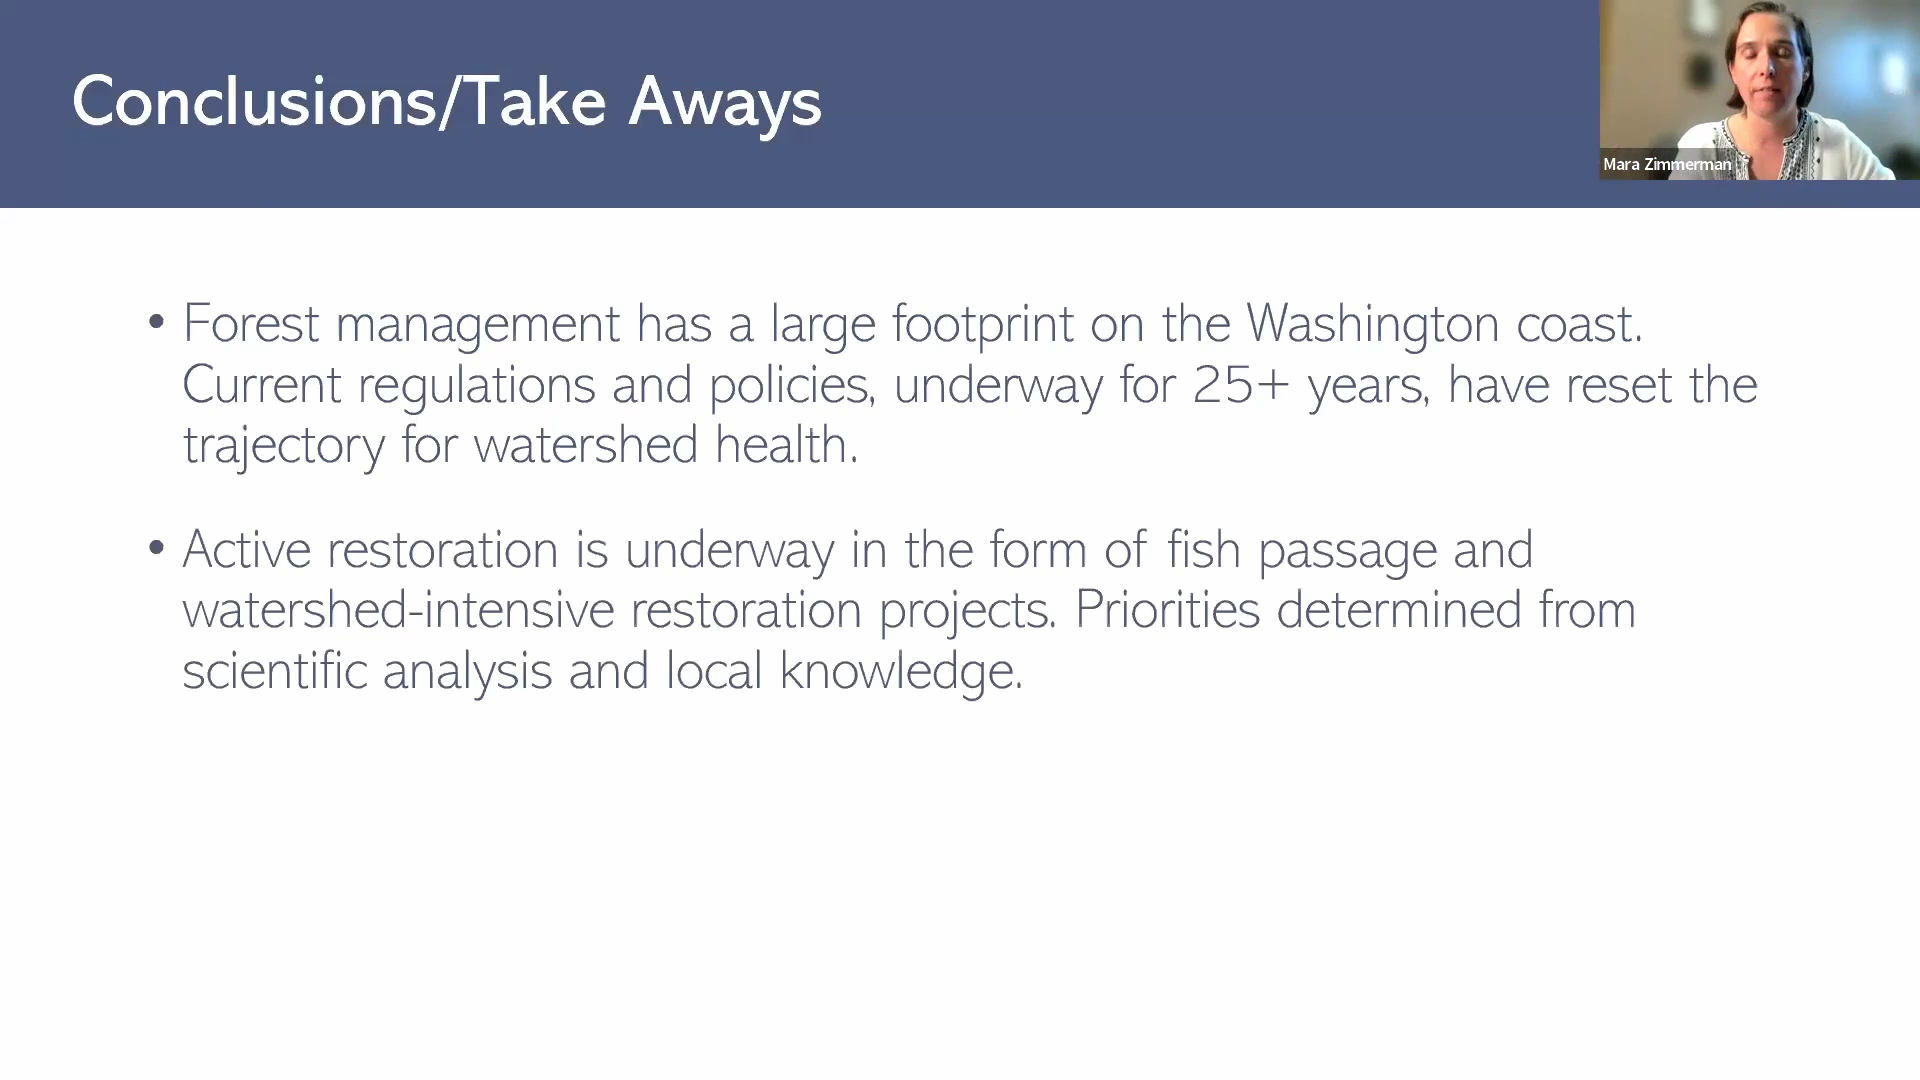 Conclusions/Take Aways
Mara Zimmerman
• Forest management has a large footprint on the Washington coast.
Current regulations and policies, underway for 25+ years, have reset the
trajectory for watershed health.
• Active restoration is underway in the form of fish passage and
watershed-intensive restoration projects. Priorities determined from
scientific analysis and local knowledge.